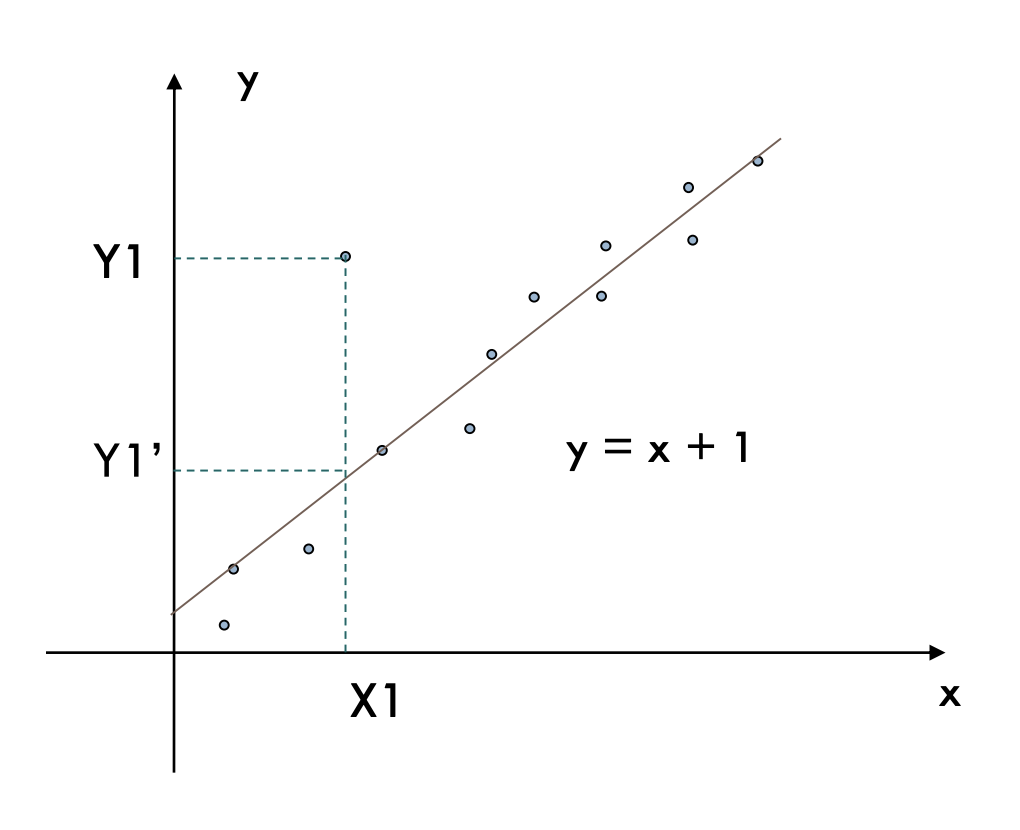 y
Y1
Y1’
y = x + 1
X1
x